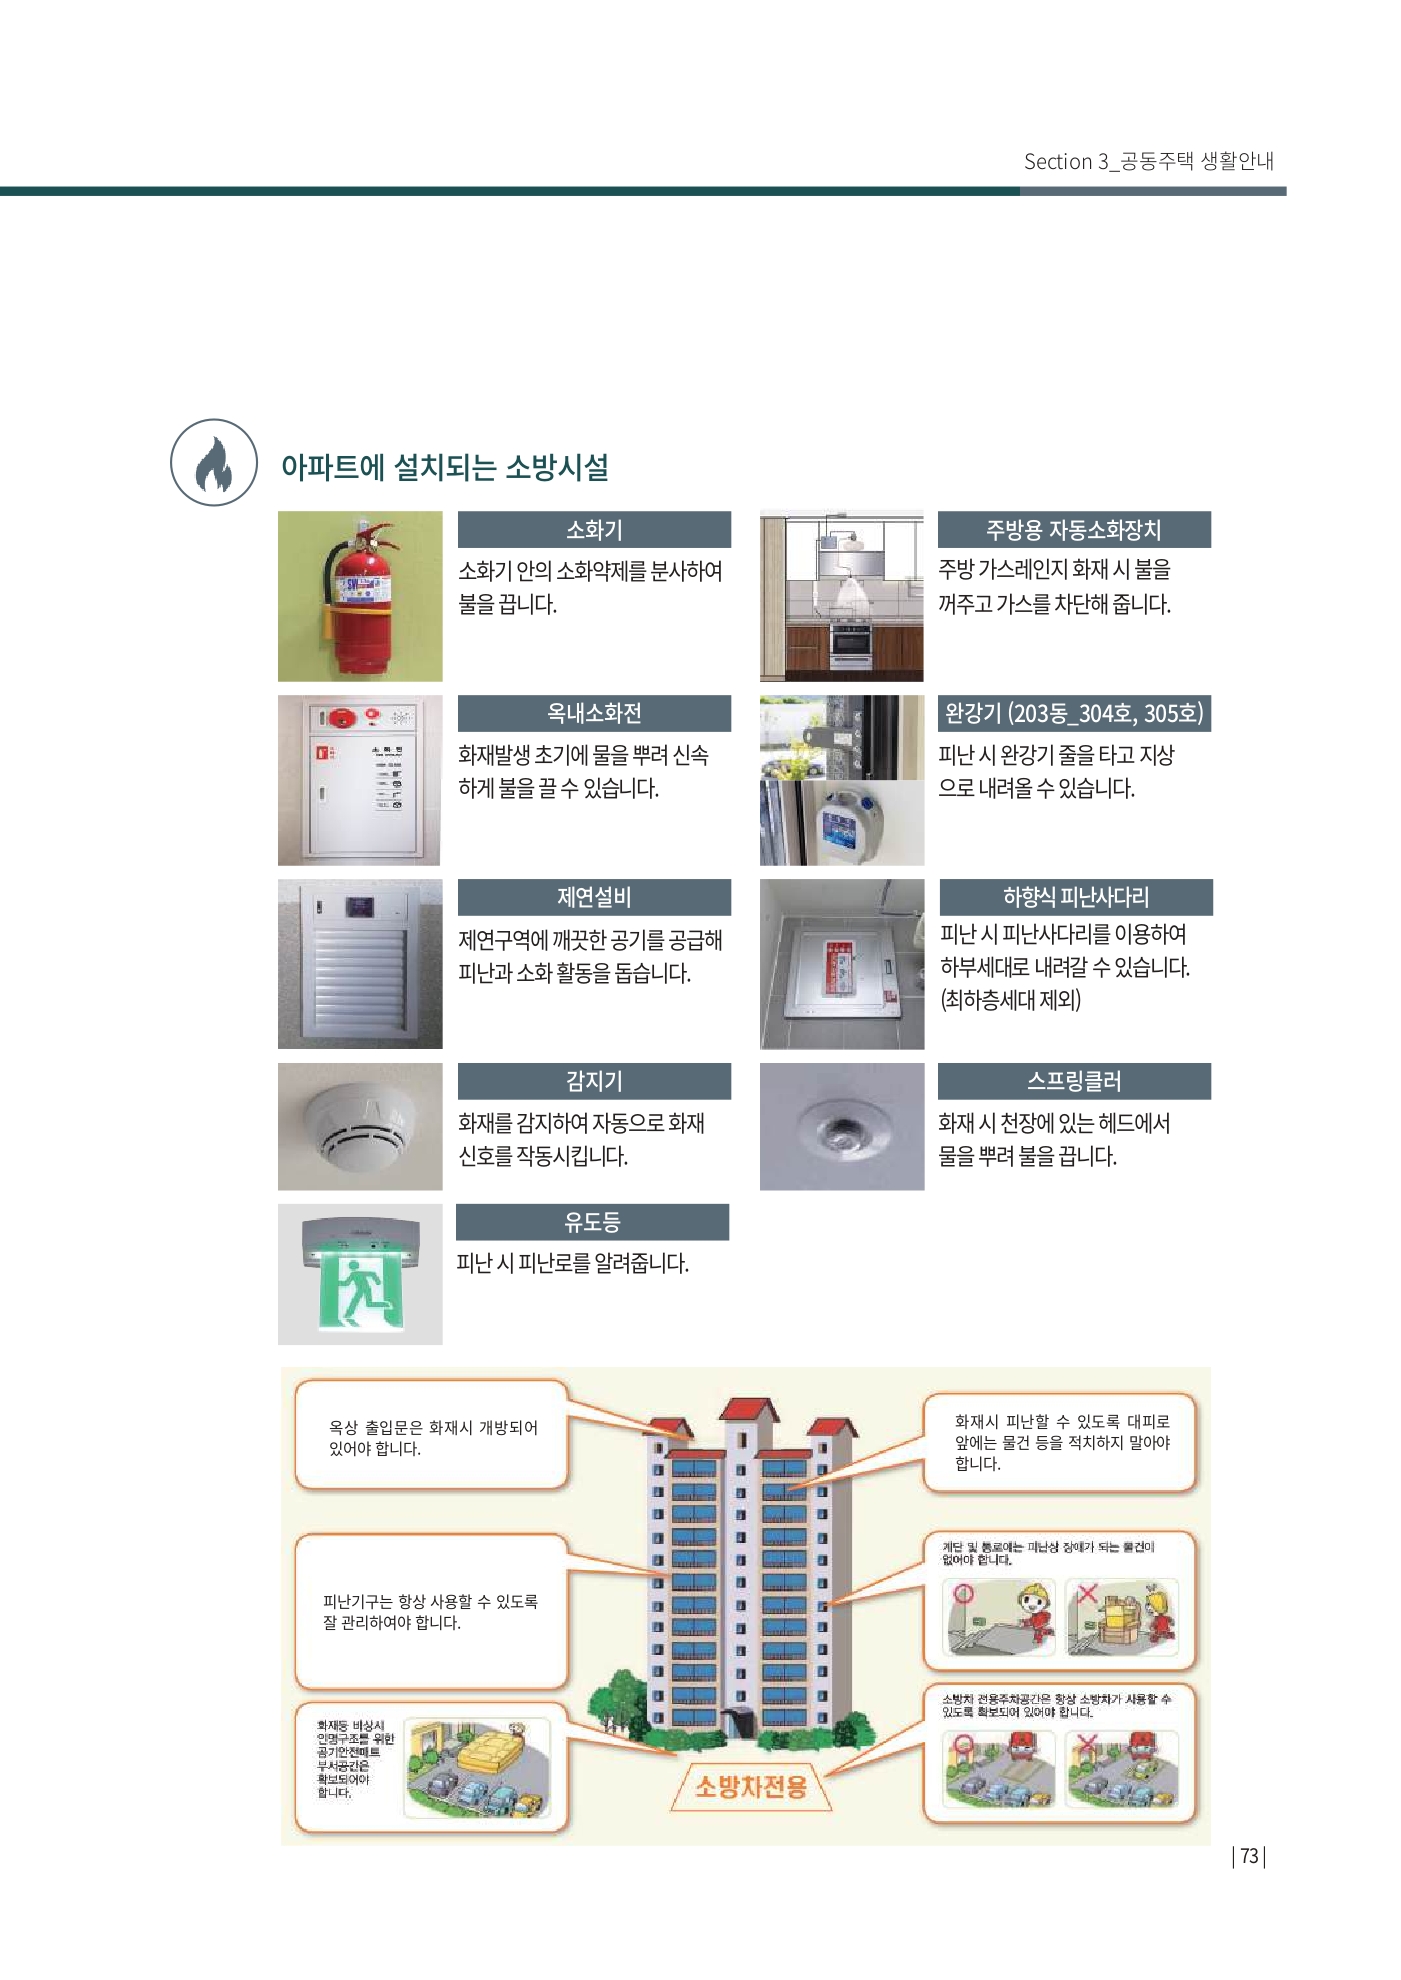 Section 3_공동주택 생활안내
아파트에 설치되는 소방시설
소화기
소화기 안의 소화약제를 분사하여
불을 끕니다.
주방용 자동소화장치
주방 가스레인지 화재 시 불을
꺼주고 가스를 차단해 줍니다.
옥내소화전
화재발생 초기에 물을 뿌려 신속
하게 불을 끌 수 있습니다.
소화전
완강기 (203동_304호, 305호)
피난 시 완강기 줄을 타고 지상
으로 내려올 수 있습니다.
제연설비
제연구역에 깨끗한 공기를 공급해
피난과 소화 활동을 돕습니다.
하향식 피난사다리
피난 시 피난사다리를 이용하여
하부세대로 내려갈 수 있습니다.
(최하층세대 제외)
감지기
화재를 감지하여 자동으로 화재
신호를 작동시킵니다.
스프링클러
화재 시 천장에 있는 헤드에서
물을 뿌려 불을 끕니다.
유도등
피난 시 피난로를 알려줍니다.
옥상 출입문은 화재시 개방되어
있어야 합니다.
화재시 피난할 수 있도록 대피로
앞에는 물건 등을 적치하지 말아야
합니다.
피난기구는 항상 사용할 수 있도록
잘 관리하여야 합니다.
계단 및 통로에는 피난상 장애가 되는 물건이
없어야 합니다.
화재등 비상시
인명구조를 위한
공기안전매트
부서공간은
확보되어야
합니다.
소방차 전용주차공간은 항상 소방차가 사용할 수
있도록 확보되어 있어야 합니다.
소방차전용
| 73 |